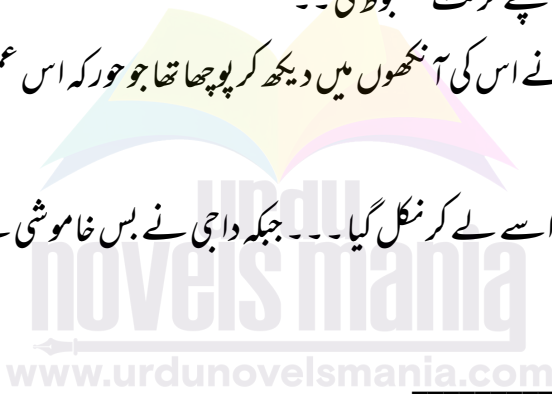 نے اس کی آنکھوں میں دیکھ کر پوچھا تھا جو حور کہ اس
اسے لے کر نکل گیا۔۔۔ جبکہ داجی نے بس خاموشی
urdu
novels mania
www.urdunovelsmania.com